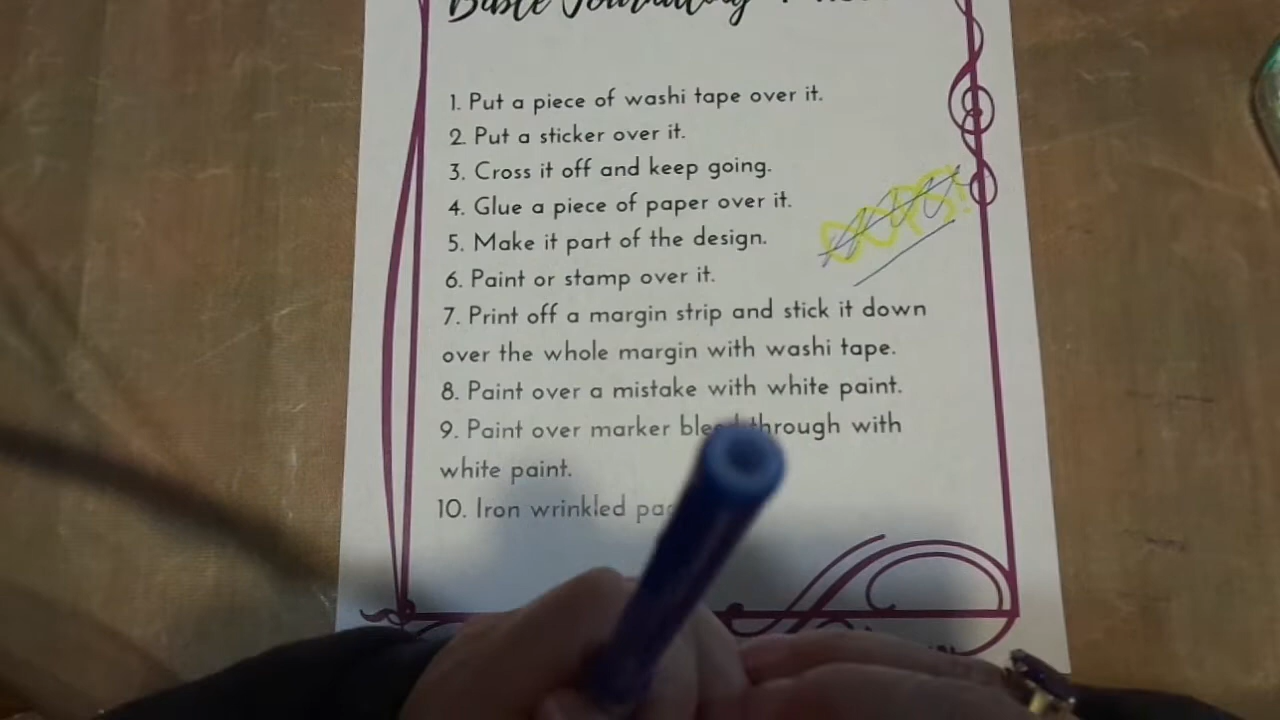 Bible Journaling
1. Put a piece of washi tape over it.
2. Put a sticker over it.
3. Cross it off and keep going.
4. Glue a piece of paper over it.
5. Make it part of the design.
OOPS!
6. Paint or stamp over it.
7. Print off a margin strip and stick it down
over the whole margin with washi tape.
8. Paint over a mistake with white paint.
9. Paint over marker through with
white paint.
10. Iron wrinkled